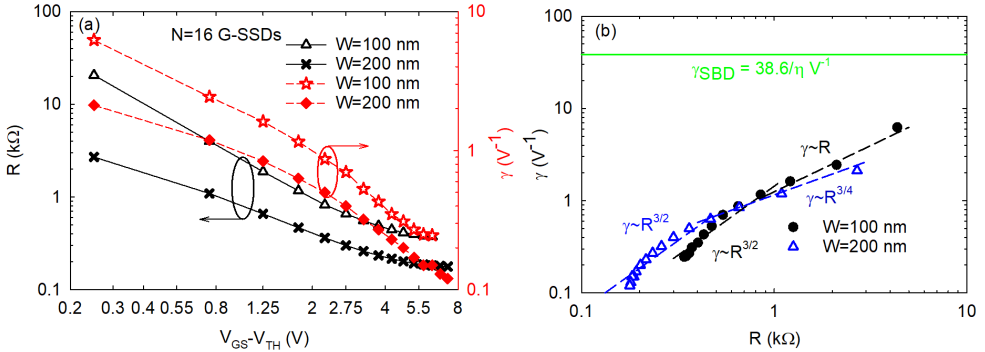 (a)
N=16 G-SSDs
W=100 nm
W=200 nm
W=100 nm
W=200 nm
R (kΩ)
100
10
1
0.1
γ (V⁻¹)
10
1
0.1
0.2 0.3 0.4 0.55 0.8 1.25 2 2.75 4 5.5 8
V_GS-V_TH (V)
(b)
γ_SBD = 38.6/η V⁻¹
γ~R
γ~R^3/4
γ~R^3/2
γ~R^3/2
W=100 nm
W=200 nm
γ (V⁻¹)
100
10
1
0.1
0.1 1 10
R (kΩ)